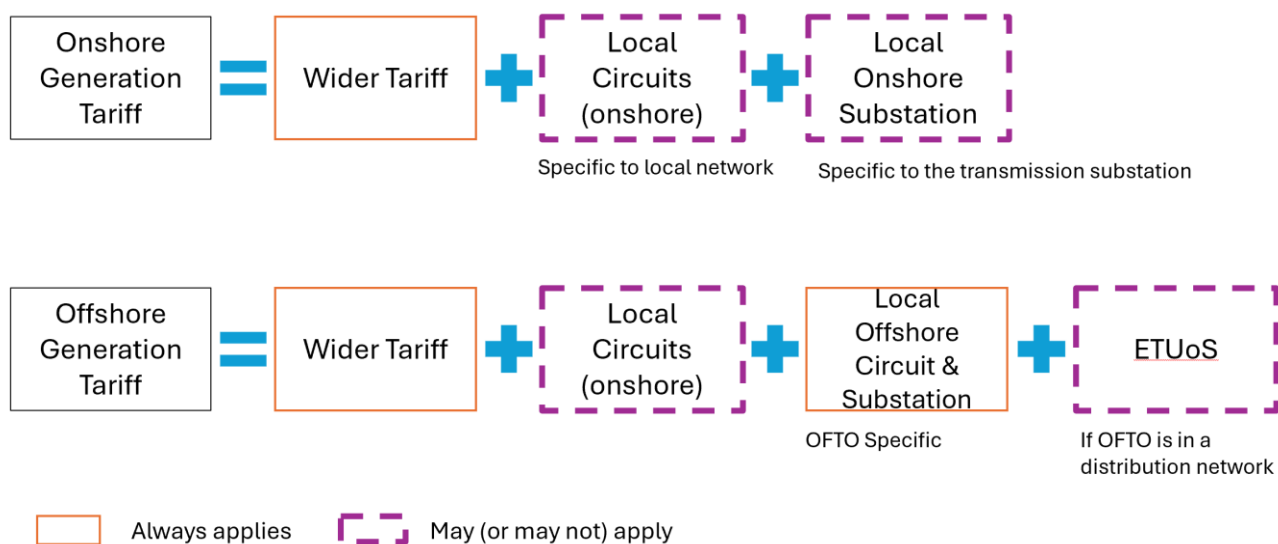 Onshore
Generation
Tariff
Wider Tariff
Local
Circuits
(onshore)
Local
Onshore
Substation
Specific to local network
Specific to the transmission substation
Offshore
Generation
Tariff
Wider Tariff
Local
Circuits
(onshore)
Local
Offshore
Circuit &
Substation
ETUoS
OFTO Specific
If OFTO is in a
distribution network
Always applies
May (or may not) apply